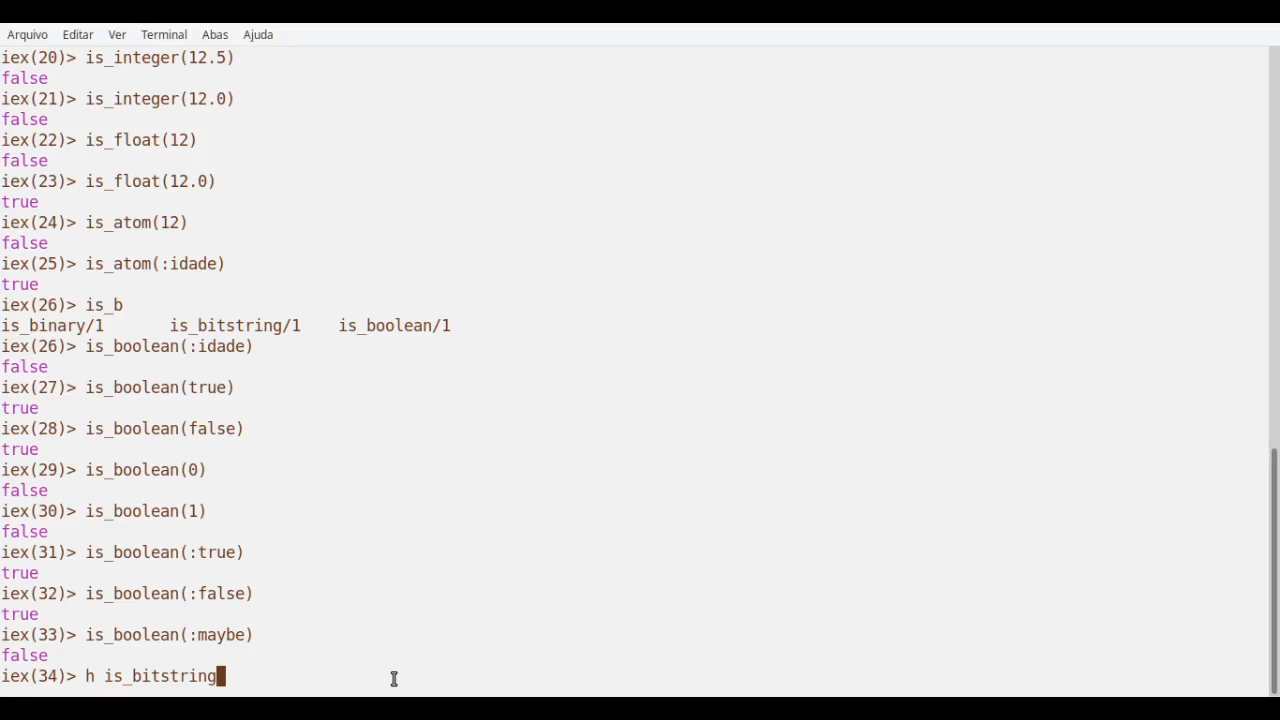 Arquivo Editar Ver Terminal Abas Ajuda
iex(20)> is_integer(12.5)
false
iex(21)> is_integer(12.0)
false
iex(22)> is_float(12)
false
iex(23)> is_float(12.0)
true
iex(24)> is_atom(12)
false
iex(25)> is_atom(:idade)
true
iex(26)> is_b
is_binary/1 is_bitstring/1 is_boolean/1
iex(26)> is_boolean(:idade)
false
iex(27)> is_boolean(true)
true
iex(28)> is_boolean(false)
true
iex(29)> is_boolean(0)
false
iex(30)> is_boolean(1)
false
iex(31)> is_boolean(:true)
true
iex(32)> is_boolean(:false)
true
iex(33)> is_boolean(:maybe)
false
iex(34)> h is_bitstring